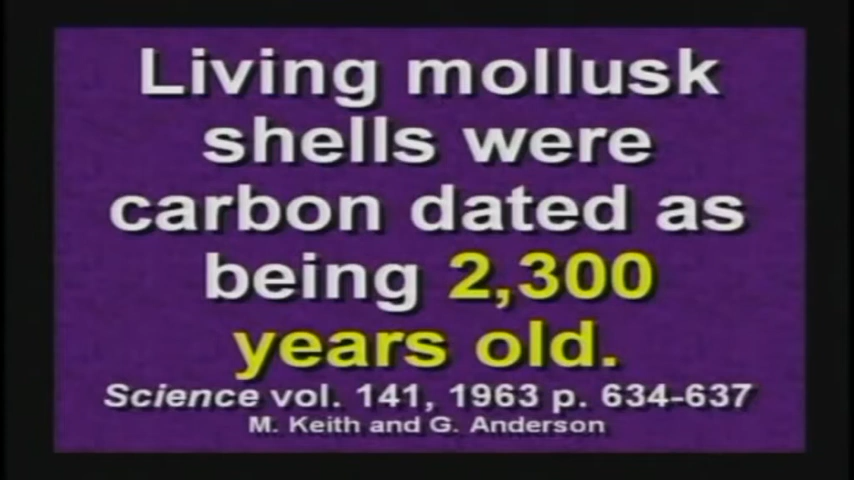 Living mollusk
shells were
carbon dated as
being 2,300
years old.
Science vol. 141, 1963 p. 634-637
M. Keith and G. Anderson